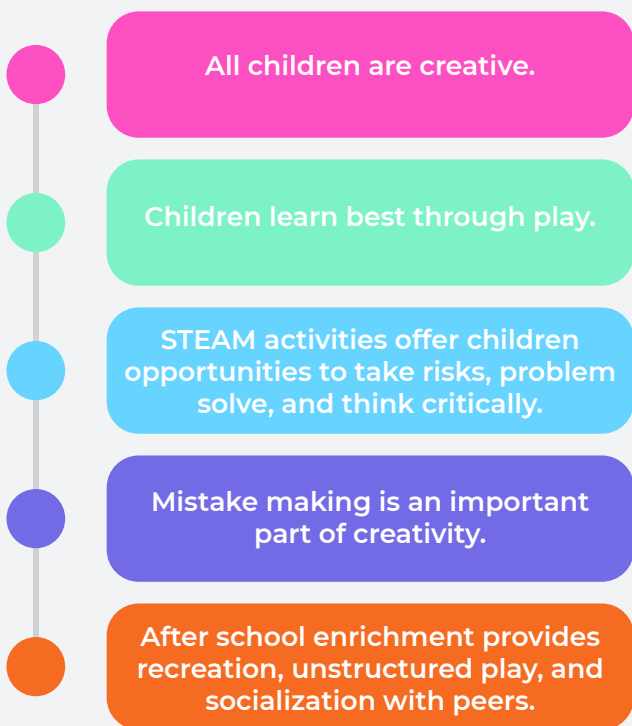 All children are creative.
Children learn best through play.
STEAM activities offer children
opportunities to take risks, problem
solve, and think critically.
Mistake making is an important
part of creativity.
After school enrichment provides
recreation, unstructured play, and
socialization with peers.